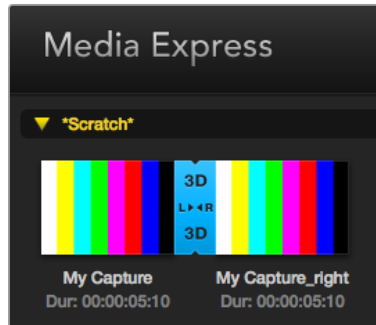 Media Express
▼ *Scratch*
3D
L▶◀R
3D
My Capture My Capture_right
Dur: 00:00:05:10 Dur: 00:00:05:10